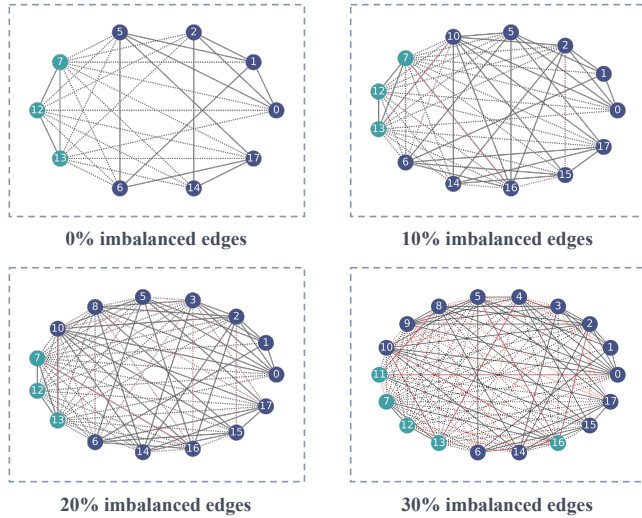 5 2
7 1
12 0
13 17
6 14
0% imbalanced edges
10 5 2
7 1
12 0
13 17
6 15
14 16
10% imbalanced edges
5 3
8 2
10 1
7 0
12 17
13 15
6 14 16
20% imbalanced edges
5 4 3
8 2
9 1
10 0
11 17
7 15
12 16
13 6 14
30% imbalanced edges